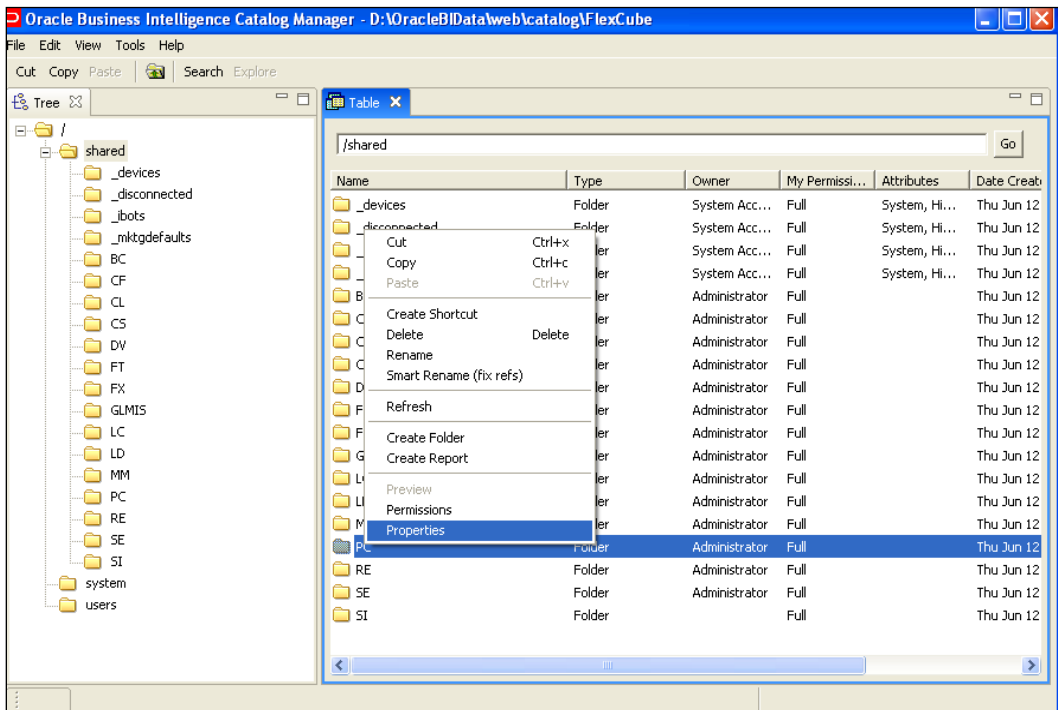 Oracle Business Intelligence Catalog Manager - D:\OracleBIData\web\catalog\FlexCube
File Edit View Tools Help
Cut Copy Paste Search Explore
Tree
/
shared
_devices
_disconnected
_ibots
_mktgdefaults
BC
CF
CL
CS
DV
FT
FX
GLMIS
LC
LD
MM
PC
RE
SE
SI
system
users
Table
/shared Go
Name Type Owner My Permissi... Attributes Date Create
_devices Folder System Acc... Full System, Hi... Thu Jun 12
_disconnected Folder System Acc... Full System, Hi... Thu Jun 12
System Acc... Full System, Hi... Thu Jun 12
System Acc... Full System, Hi... Thu Jun 12
Administrator Full Thu Jun 12
Administrator Full Thu Jun 12
Administrator Full Thu Jun 12
Administrator Full Thu Jun 12
Administrator Full Thu Jun 12
Administrator Full Thu Jun 12
Administrator Full Thu Jun 12
Administrator Full Thu Jun 12
Administrator Full Thu Jun 12
Administrator Full Thu Jun 12
Administrator Full Thu Jun 12
PC Folder Administrator Full Thu Jun 12
RE Folder Administrator Full Thu Jun 12
SE Folder Administrator Full Thu Jun 12
SI Folder Full Thu Jun 12
Cut Ctrl+x
Copy Ctrl+c
Paste Ctrl+v
Create Shortcut
Delete Delete
Rename
Smart Rename (fix refs)
Refresh
Create Folder
Create Report
Preview
Permissions
Properties